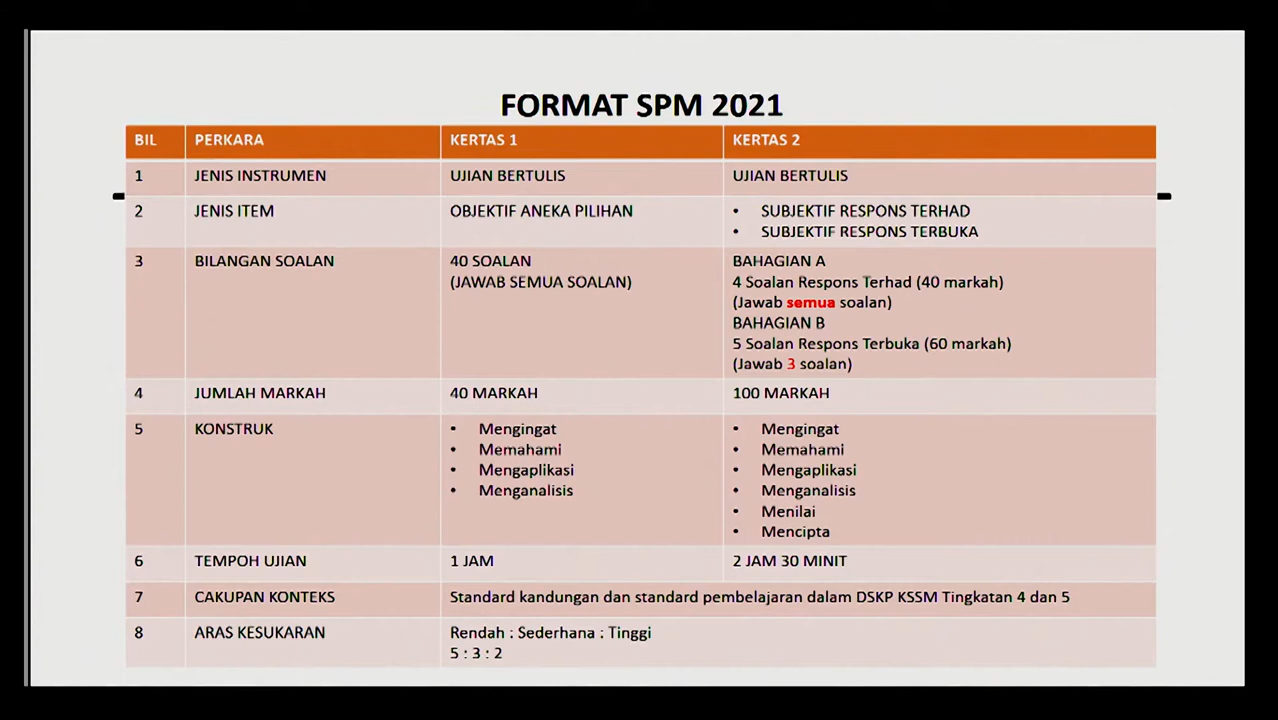 FORMAT SPM 2021
BIL PERKARA KERTAS 1 KERTAS 2
1 JENIS INSTRUMEN UJIAN BERTULIS UJIAN BERTULIS
2 JENIS ITEM OBJEKTIF ANEKA PILIHAN • SUBJEKTIF RESPONS TERHAD
• SUBJEKTIF RESPONS TERBUKA
3 BILANGAN SOALAN 40 SOALAN BAHAGIAN A
(JAWAB SEMUA SOALAN) 4 Soalan Respons Terhad (40 markah)
(Jawab semua soalan)
BAHAGIAN B
5 Soalan Respons Terbuka (60 markah)
(Jawab 3 soalan)
4 JUMLAH MARKAH 40 MARKAH 100 MARKAH
5 KONSTRUK • Mengingat • Mengingat
• Memahami • Memahami
• Mengaplikasi • Mengaplikasi
• Menganalisis • Menganalisis
• Menilai
• Mencipta
6 TEMPOH UJIAN 1 JAM 2 JAM 30 MINIT
7 CAKUPAN KONTEKS Standard kandungan dan standard pembelajaran dalam DSKP KSSM Tingkatan 4 dan 5
8 ARAS KESUKARAN Rendah : Sederhana : Tinggi
5 : 3 : 2